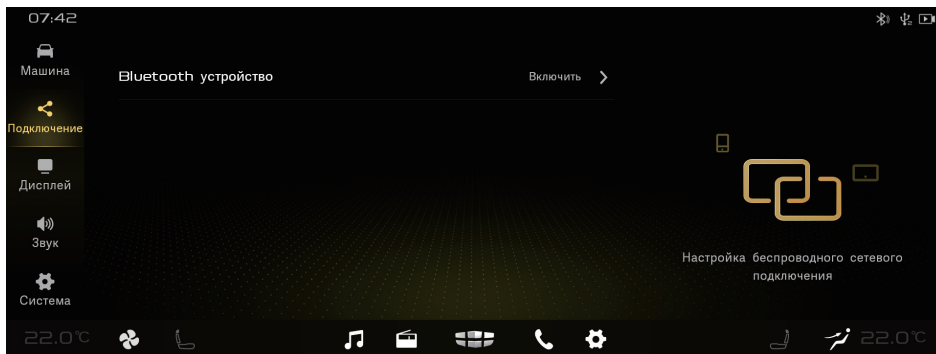 07:42
Машина
Подключение
Дисплей
Звук
Система
Bluetooth устройство Включить
Настройка беспроводного сетевого
подключения
22.0°C 22.0°C